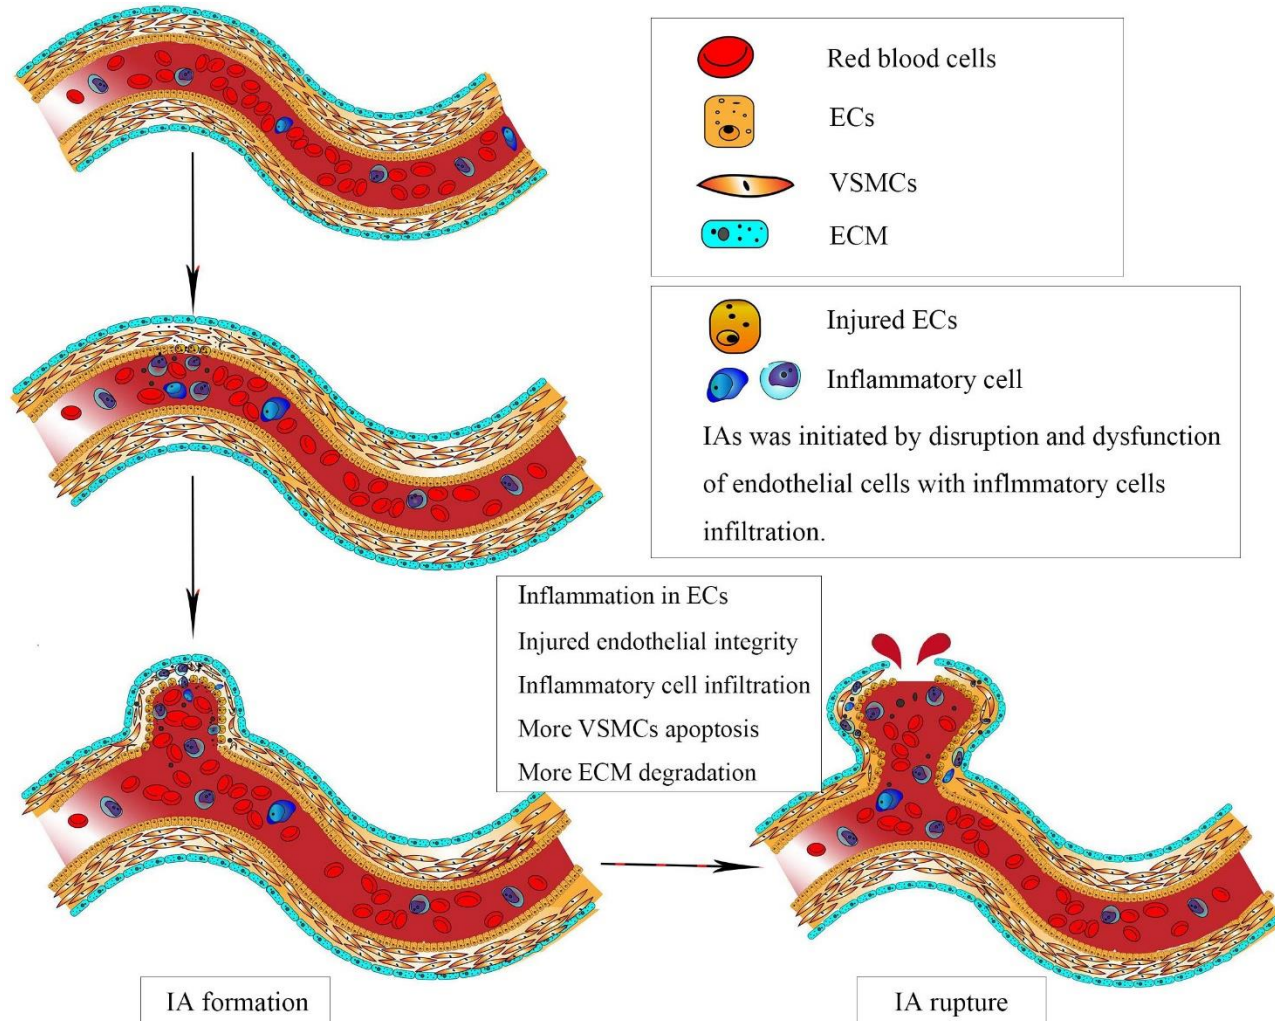 Red blood cells
ECs
VSMCs
ECM
Injured ECs
Inflammatory cell
IAs was initiated by disruption and dysfunction
of endothelial cells with inflmmatory cells
infiltration.
Inflammation in ECs
Injured endothelial integrity
Inflammatory cell infiltration
More VSMCs apoptosis
More ECM degradation
IA formation
IA rupture